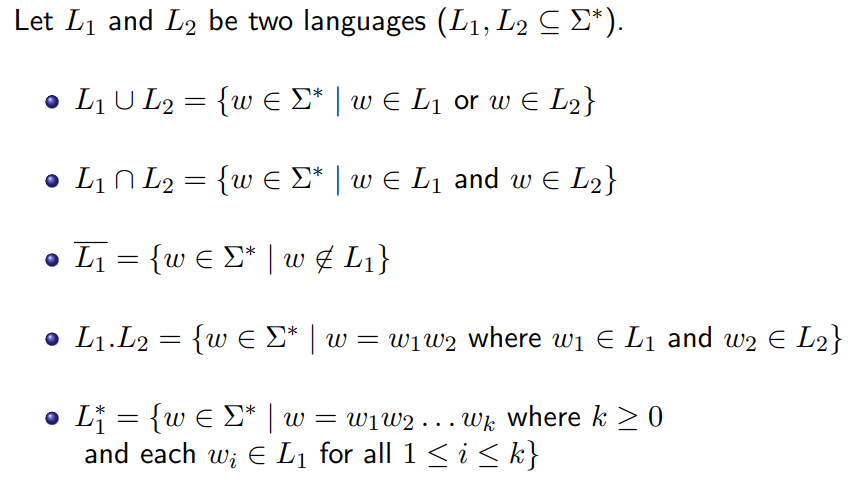 Let L₁ and L₂ be two languages (L₁, L₂ ⊆ Σ*).
• L₁ ∪ L₂ = {w ∈ Σ* | w ∈ L₁ or w ∈ L₂}
• L₁ ∩ L₂ = {w ∈ Σ* | w ∈ L₁ and w ∈ L₂}
• L̅₁̅ = {w ∈ Σ* | w ∉ L₁}
• L₁.L₂ = {w ∈ Σ* | w = w₁w₂ where w₁ ∈ L₁ and w₂ ∈ L₂}
• L₁* = {w ∈ Σ* | w = w₁w₂ . . . wₖ where k ≥ 0
and each wᵢ ∈ L₁ for all 1 ≤ i ≤ k}